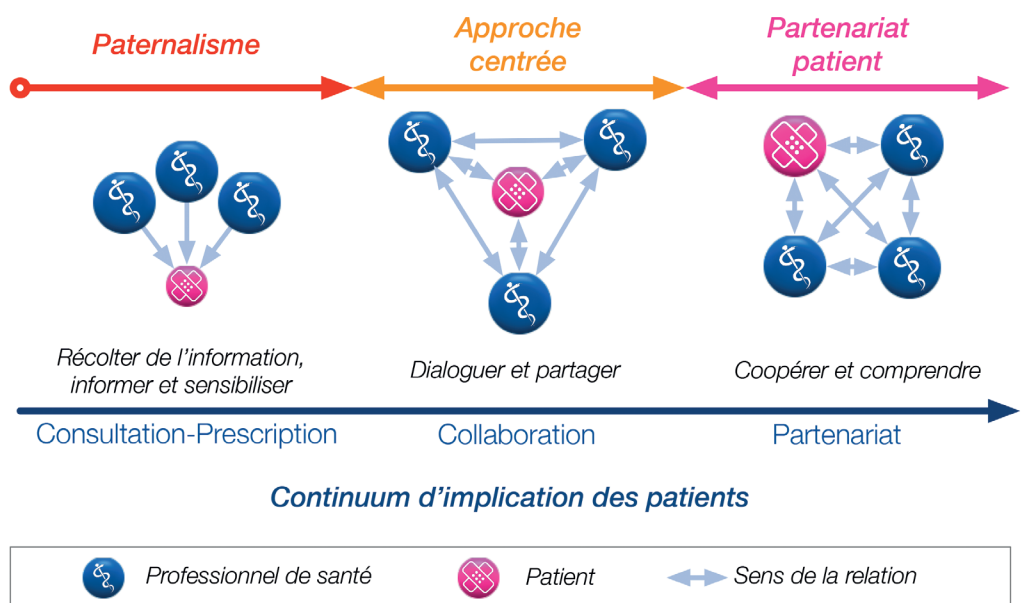 Paternalisme
Approche
centrée
Partenariat
patient
Récolter de l'information,
informer et sensibiliser
Dialoguer et partager
Coopérer et comprendre
Consultation-Prescription
Collaboration
Partenariat
Continuum d'implication des patients
Professionnel de santé
Patient
Sens de la relation